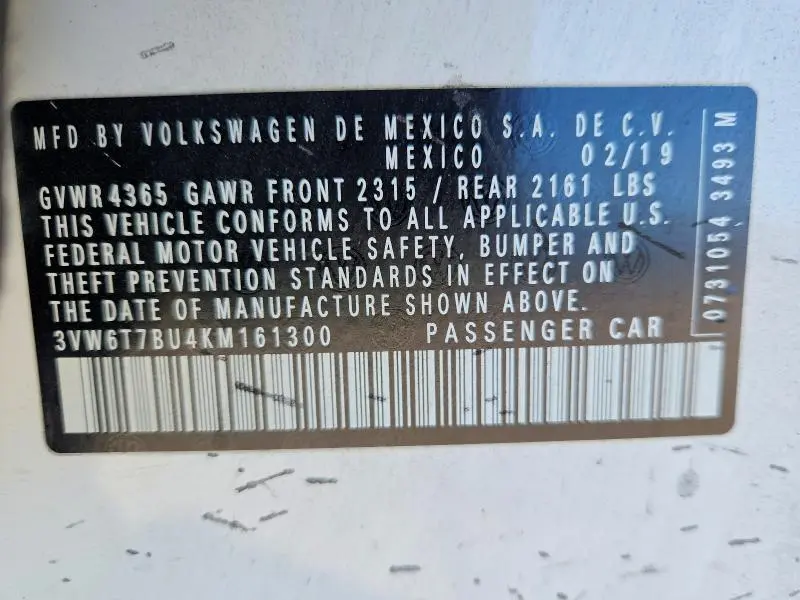 MFD BY VOLKSWAGEN DE MEXICO S.A. DE C.V.
MEXICO 02/19
GVWR 4365 GAWR FRONT 2315 / REAR 2161 LBS
THIS VEHICLE CONFORMS TO ALL APPLICABLE U.S.
FEDERAL MOTOR VEHICLE SAFETY, BUMPER AND
THEFT PREVENTION STANDARDS IN EFFECT ON
THE DATE OF MANUFACTURE SHOWN ABOVE.
3VW6T7BU4KM161300 PASSENGER CAR
0731054 3493 M